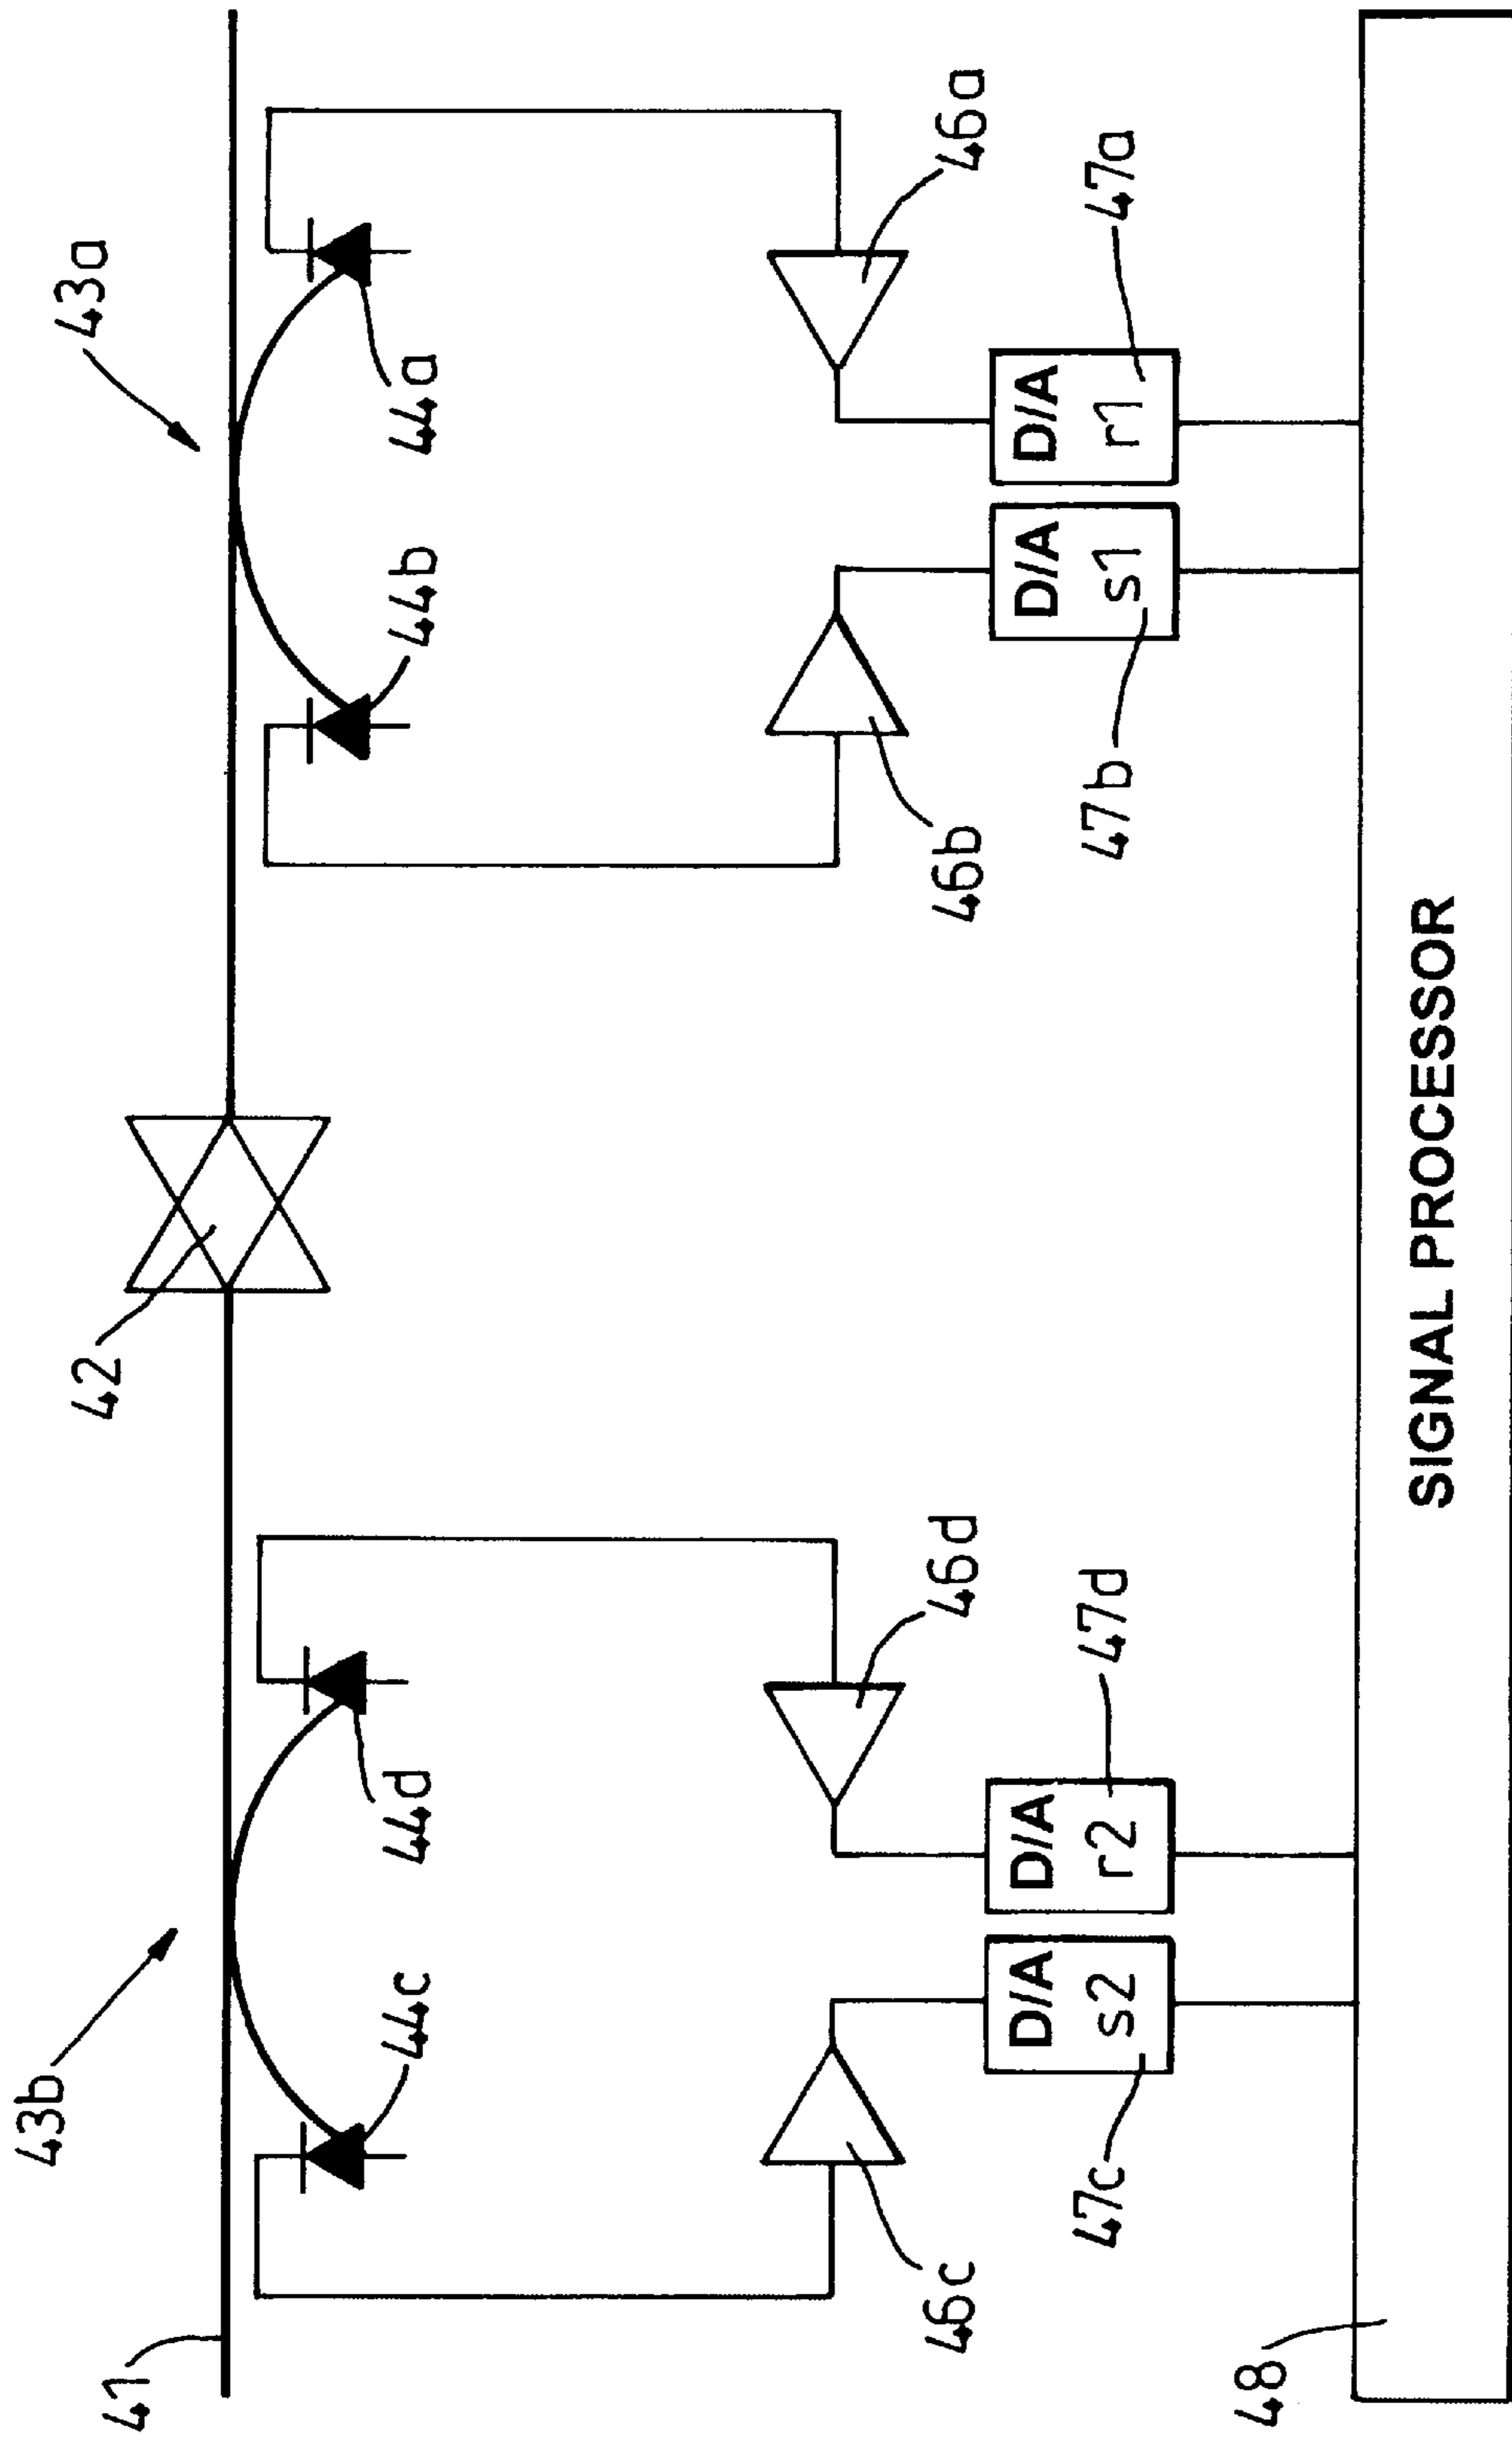 43b
42
43a
41
44c
44d
44b
44a
46c
46d
46b
46a
47c
D/A
s2
D/A
r2
47d
47b
D/A
s1
D/A
r1
47a
48
SIGNAL PROCESSOR